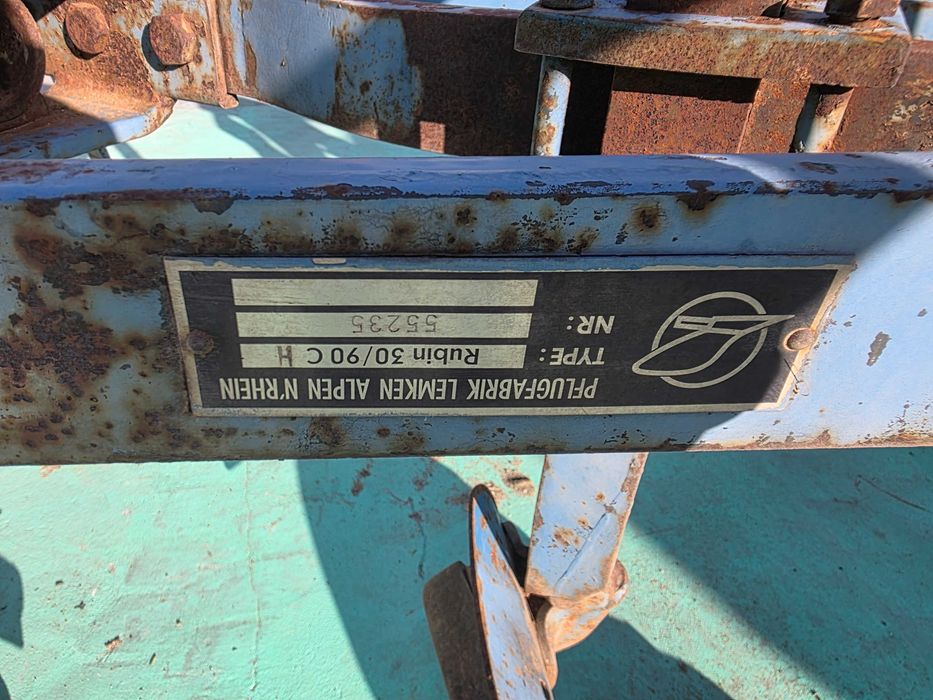 PFLUGFABRIK LEMKEN ALPEN N'RHEIN
TYPE: Rubin 30/90 C H
NR: 55235